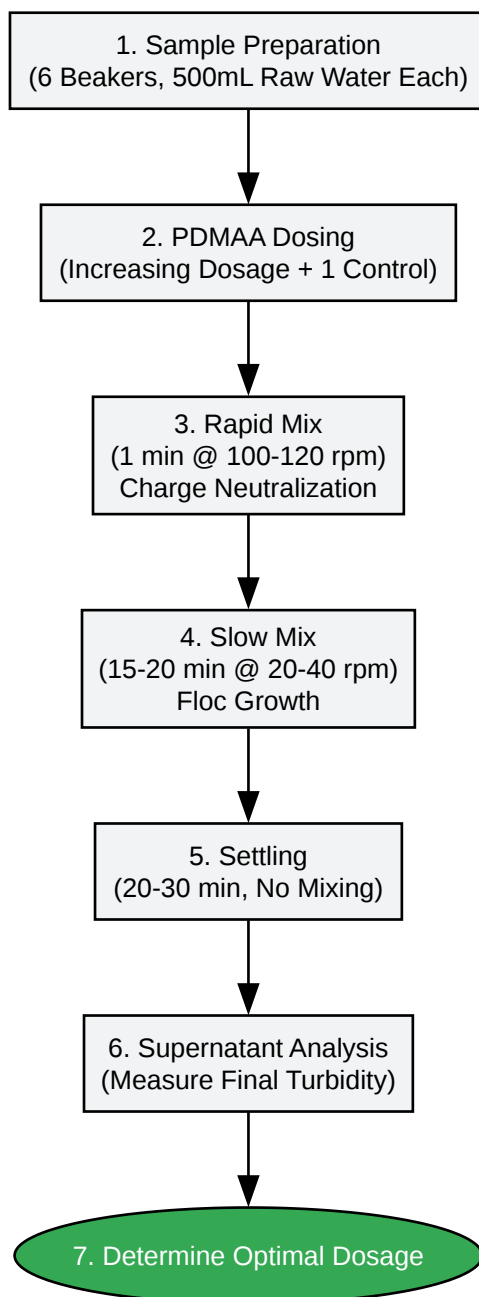 1. Sample Preparation
(6 Beakers, 500mL Raw Water Each)
2. PDMAA Dosing
(Increasing Dosage + 1 Control)
3. Rapid Mix
(1 min @ 100-120 rpm)
Charge Neutralization
4. Slow Mix
(15-20 min @ 20-40 rpm)
Floc Growth
5. Settling
(20-30 min, No Mixing)
6. Supernatant Analysis
(Measure Final Turbidity)
7. Determine Optimal Dosage